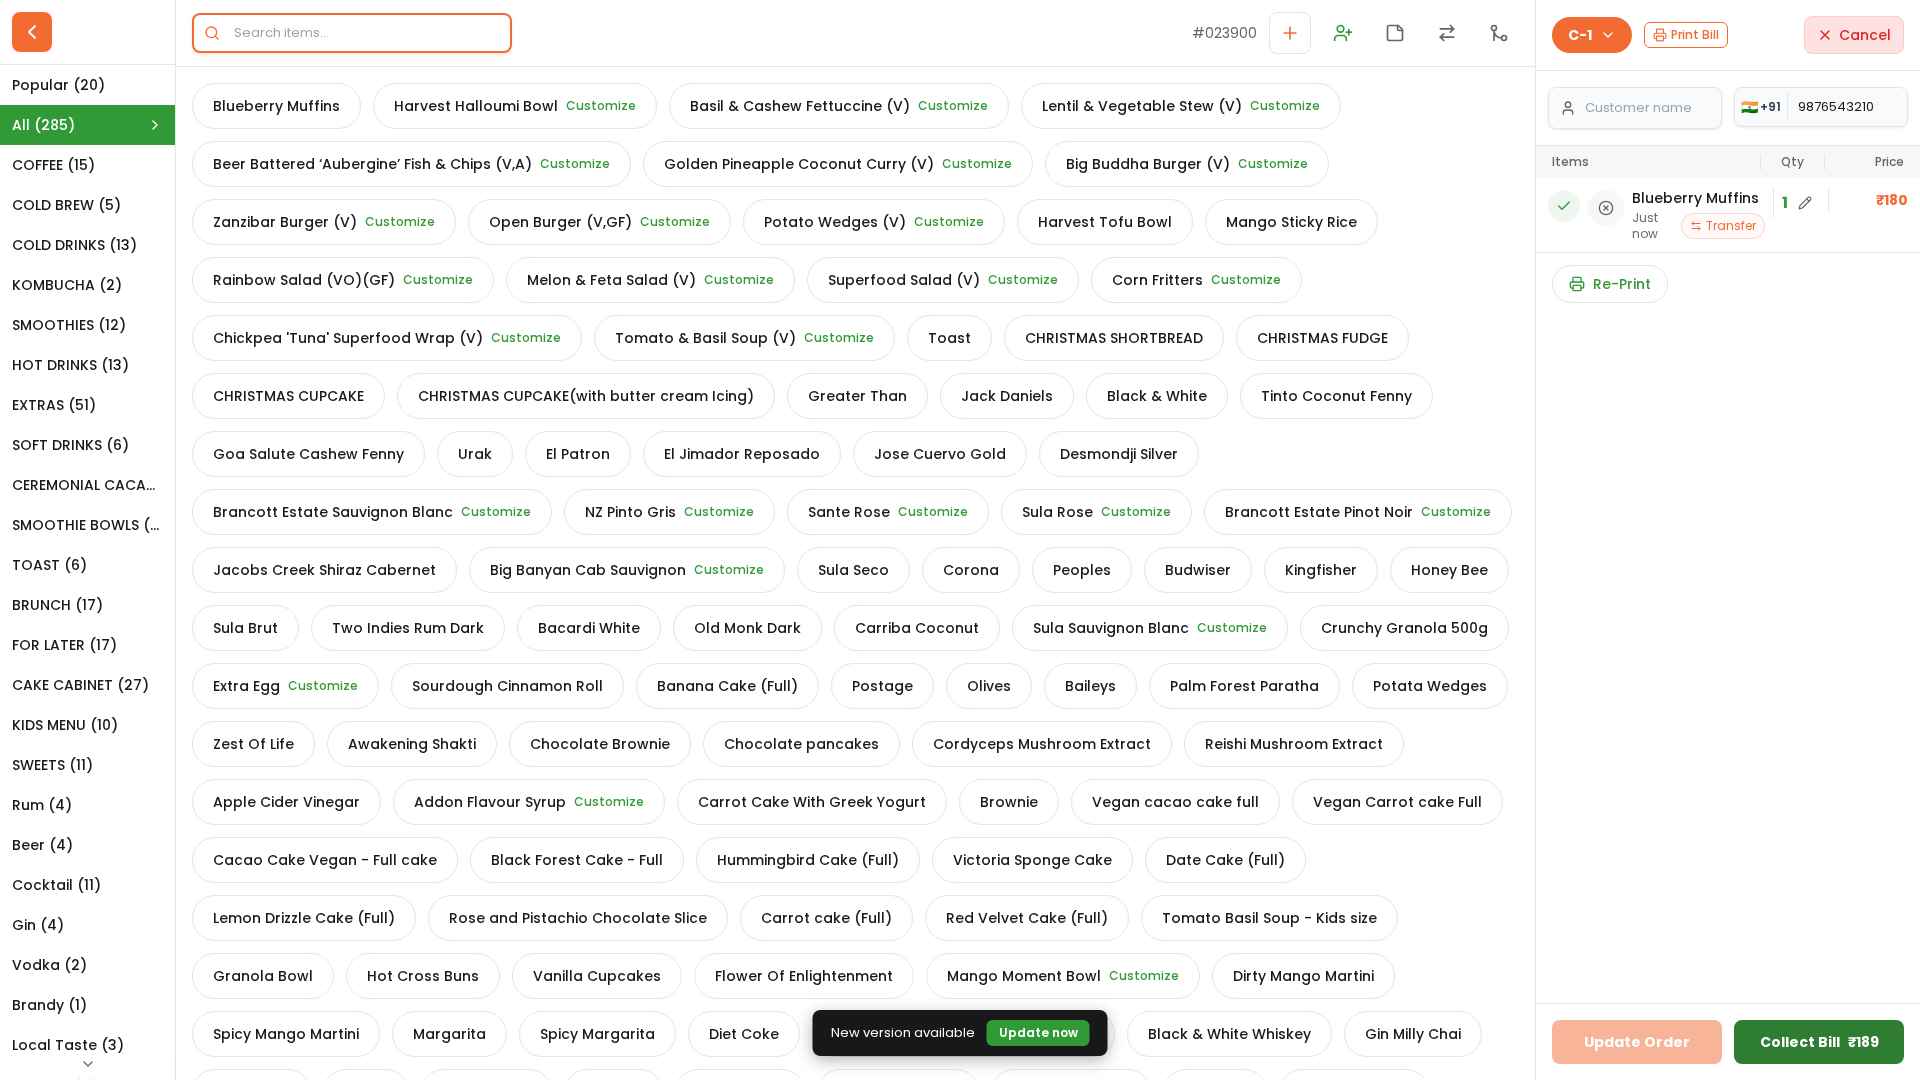 Search items...
#023900
Popular (20)
All (285)
COFFEE (15)
COLD BREW (5)
COLD DRINKS (13)
KOMBUCHA (2)
SMOOTHIES (12)
HOT DRINKS (13)
EXTRAS (51)
SOFT DRINKS (6)
CEREMONIAL CACA...
SMOOTHIE BOWLS (...
TOAST (6)
BRUNCH (17)
FOR LATER (17)
CAKE CABINET (27)
KIDS MENU (10)
SWEETS (11)
Rum (4)
Beer (4)
Cocktail (11)
Gin (4)
Vodka (2)
Brandy (1)
Local Taste (3)
Blueberry Muffins Harvest Halloumi Bowl Customize Basil & Cashew Fettuccine (V) Customize Lentil & Vegetable Stew (V) Customize
Beer Battered ‘Aubergine’ Fish & Chips (V,A) Customize Golden Pineapple Coconut Curry (V) Customize Big Buddha Burger (V) Customize
Zanzibar Burger (V) Customize Open Burger (V,GF) Customize Potato Wedges (V) Customize Harvest Tofu Bowl Mango Sticky Rice
Rainbow Salad (VO)(GF) Customize Melon & Feta Salad (V) Customize Superfood Salad (V) Customize Corn Fritters Customize
Chickpea 'Tuna' Superfood Wrap (V) Customize Tomato & Basil Soup (V) Customize Toast CHRISTMAS SHORTBREAD CHRISTMAS FUDGE
CHRISTMAS CUPCAKE CHRISTMAS CUPCAKE(with butter cream Icing) Greater Than Jack Daniels Black & White Tinto Coconut Fenny
Goa Salute Cashew Fenny Urak El Patron El Jimador Reposado Jose Cuervo Gold Desmondji Silver
Brancott Estate Sauvignon Blanc Customize NZ Pinto Gris Customize Sante Rose Customize Sula Rose Customize Brancott Estate Pinot Noir Customize
Jacobs Creek Shiraz Cabernet Big Banyan Cab Sauvignon Customize Sula Seco Corona Peoples Budwiser Kingfisher Honey Bee
Sula Brut Two Indies Rum Dark Bacardi White Old Monk Dark Carriba Coconut Sula Sauvignon Blanc Customize Crunchy Granola 500g
Extra Egg Customize Sourdough Cinnamon Roll Banana Cake (Full) Postage Olives Baileys Palm Forest Paratha Potata Wedges
Zest Of Life Awakening Shakti Chocolate Brownie Chocolate pancakes Cordyceps Mushroom Extract Reishi Mushroom Extract
Apple Cider Vinegar Addon Flavour Syrup Customize Carrot Cake With Greek Yogurt Brownie Vegan cacao cake full Vegan Carrot cake Full
Cacao Cake Vegan - Full cake Black Forest Cake - Full Hummingbird Cake (Full) Victoria Sponge Cake Date Cake (Full)
Lemon Drizzle Cake (Full) Rose and Pistachio Chocolate Slice Carrot cake (Full) Red Velvet Cake (Full) Tomato Basil Soup - Kids size
Granola Bowl Hot Cross Buns Vanilla Cupcakes Flower Of Enlightenment Mango Moment Bowl Customize Dirty Mango Martini
Spicy Mango Martini Margarita Spicy Margarita Diet Coke Black & White Whiskey Gin Milly Chai
New version available Update now
C-1 Print Bill Cancel
Customer name +91 9876543210
Items Qty Price
Blueberry Muffins 1 ₹180
Just now Transfer
Re-Print
Update Order Collect Bill ₹189